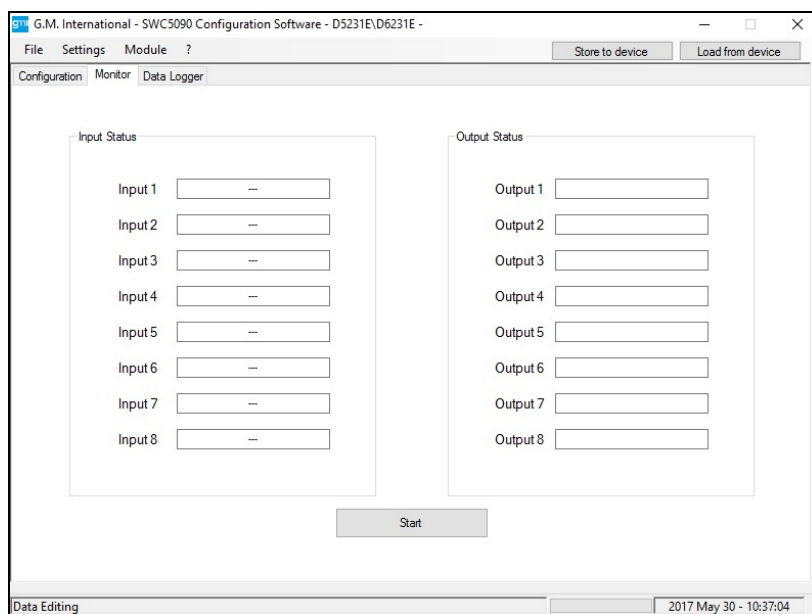 gmi G.M. International - SWC5090 Configuration Software - D5231E\D6231E -
File Settings Module ? Store to device Load from device
Configuration Monitor Data Logger
Input Status Output Status
Input 1 --- Output 1
Input 2 --- Output 2
Input 3 --- Output 3
Input 4 --- Output 4
Input 5 --- Output 5
Input 6 --- Output 6
Input 7 --- Output 7
Input 8 --- Output 8
Start
Data Editing 2017 May 30 - 10:37:04